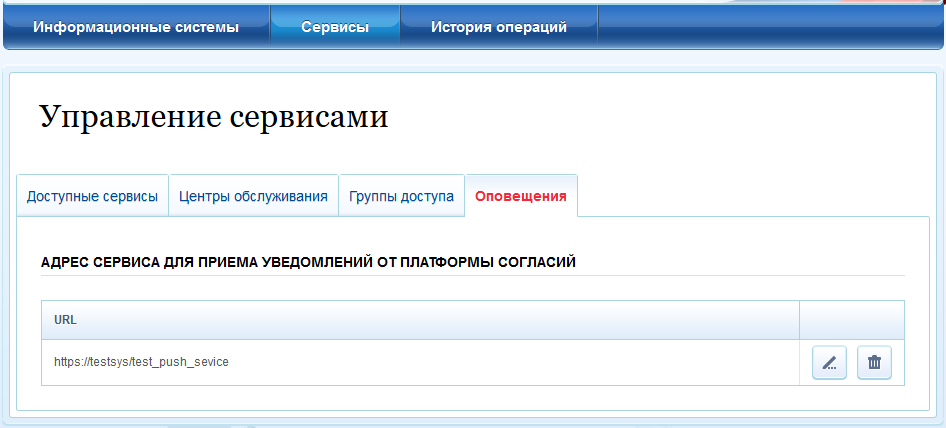 Информационные системы Сервисы История операций
Управление сервисами
Доступные сервисы Центры обслуживания Группы доступа Оповещения
АДРЕС СЕРВИСА ДЛЯ ПРИЕМА УВЕДОМЛЕНИЙ ОТ ПЛАТФОРМЫ СОГЛАСИЙ
URL
https://testsys/test_push_sevice